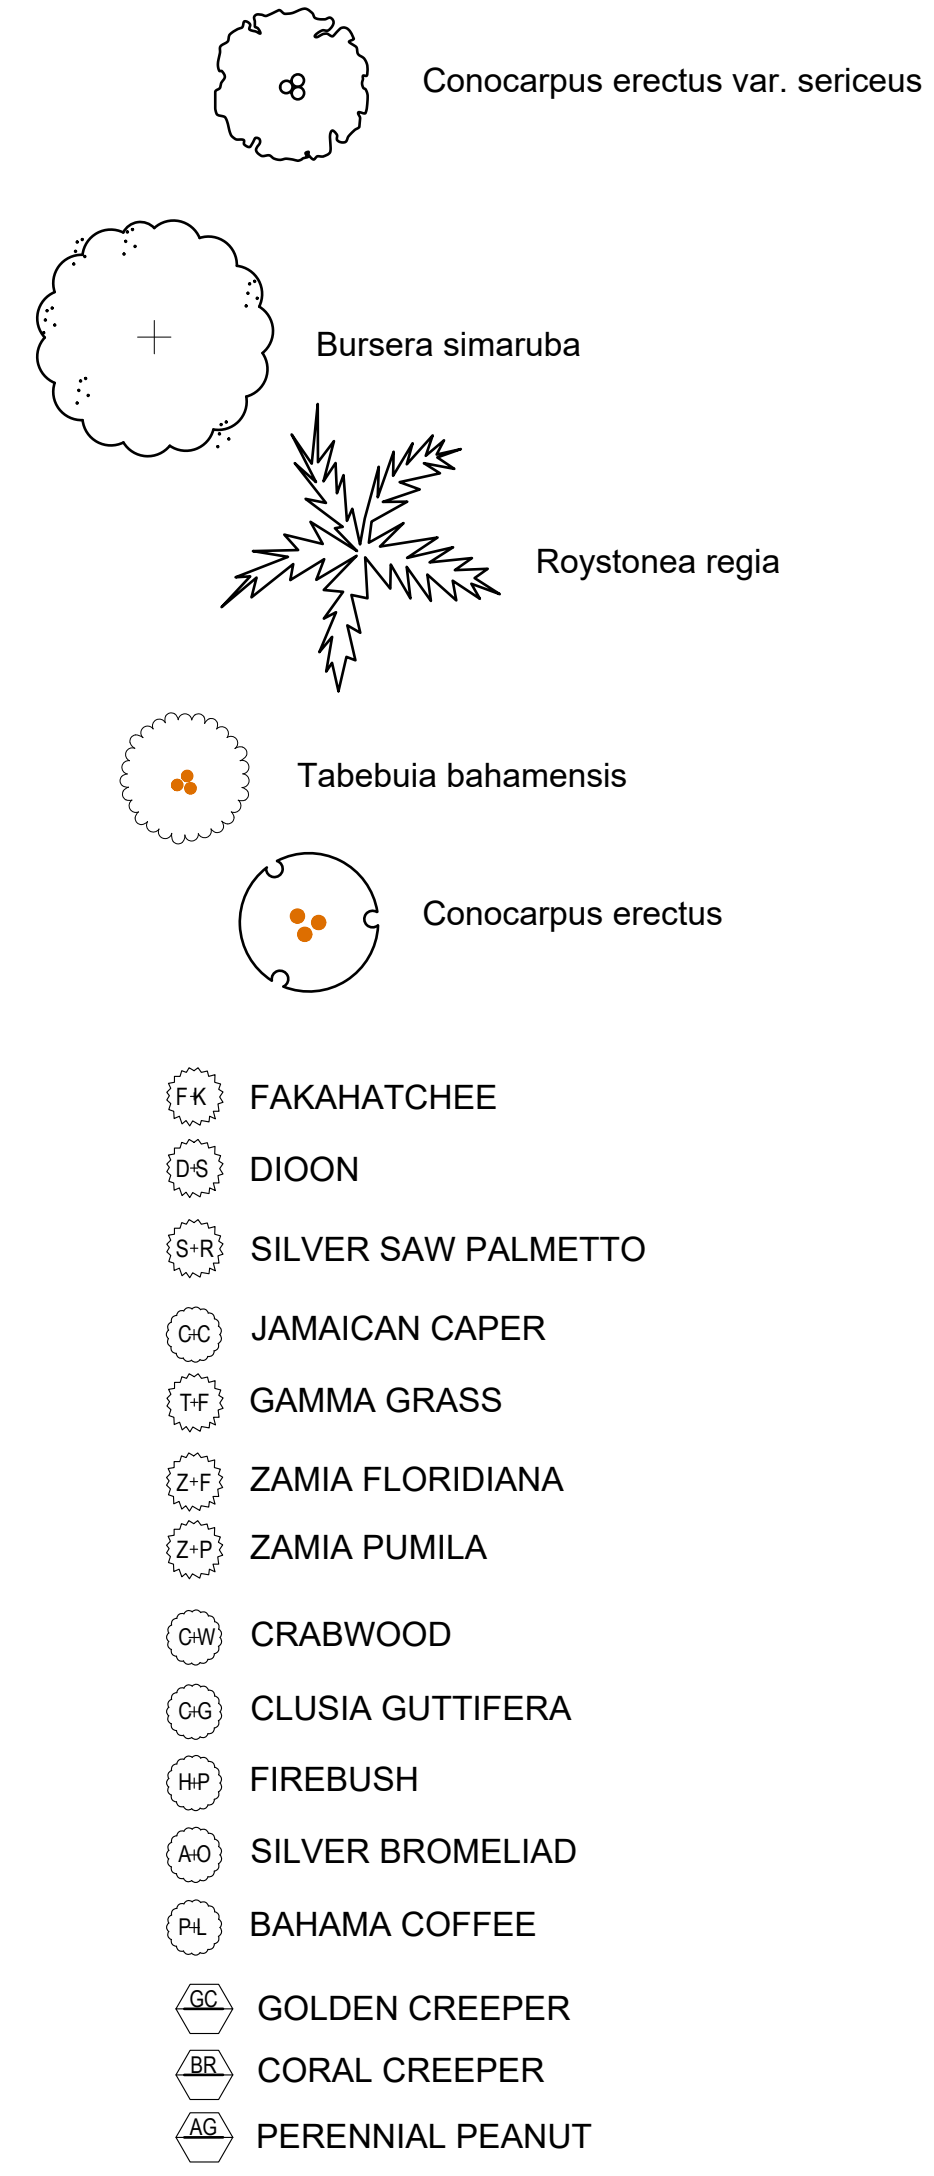 Conocarpus erectus var. sericeus
Bursera simaruba
Roystonea regia
Tabebuia bahamensis
Conocarpus erectus
F+K FAKAHATCHEE
D+S DIOON
S+R SILVER SAW PALMETTO
C+C JAMAICAN CAPER
T+F GAMMA GRASS
Z+F ZAMIA FLORIDIANA
Z+P ZAMIA PUMILA
C+W CRABWOOD
C+G CLUSIA GUTTIFERA
H+P FIREBUSH
A+O SILVER BROMELIAD
P+L BAHAMA COFFEE
GC GOLDEN CREEPER
BR CORAL CREEPER
AG PERENNIAL PEANUT